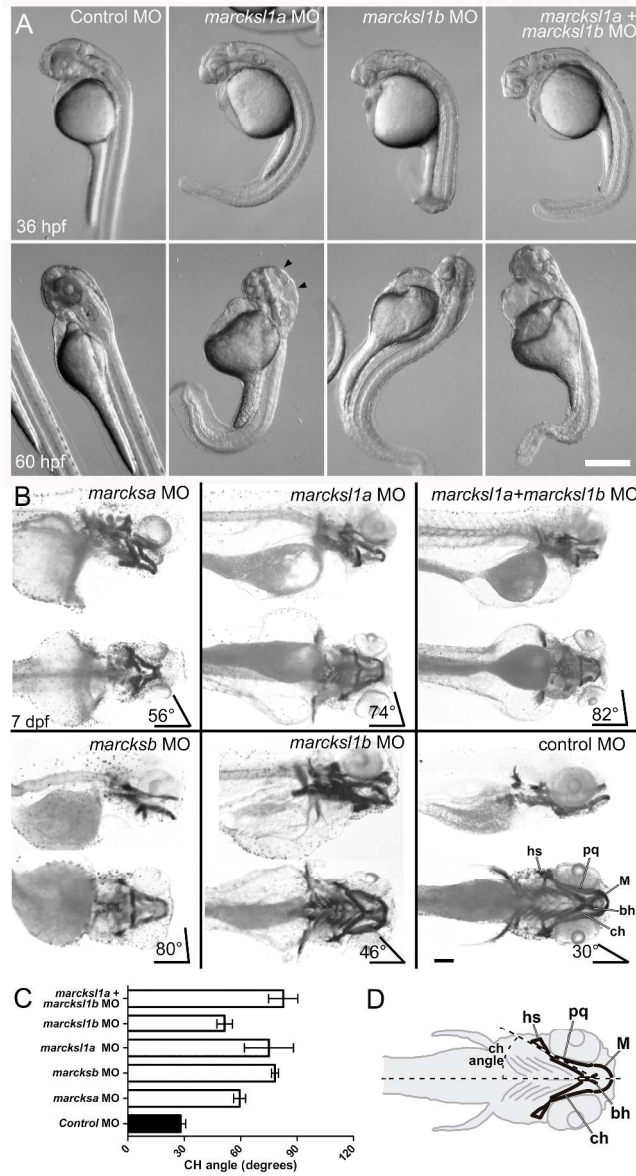 A
Control MO
marcksl1a MO
marcksl1b MO
marcksl1a +
marcksl1b MO
36 hpf
60 hpf
B
marcksa MO
marcksl1a MO
marcksl1a+marcksl1b MO
7 dpf
56°
74°
82°
marcksb MO
marcksl1b MO
control MO
hs
pq
M
bh
ch
80°
46°
30°
C
marcksl1a +
marcksl1b MO
marcksl1b MO
marcksl1a MO
marcksb MO
marcksa MO
Control MO
0
30
60
90
120
CH angle (degrees)
D
hs
pq
M
ch
angle
bh
ch